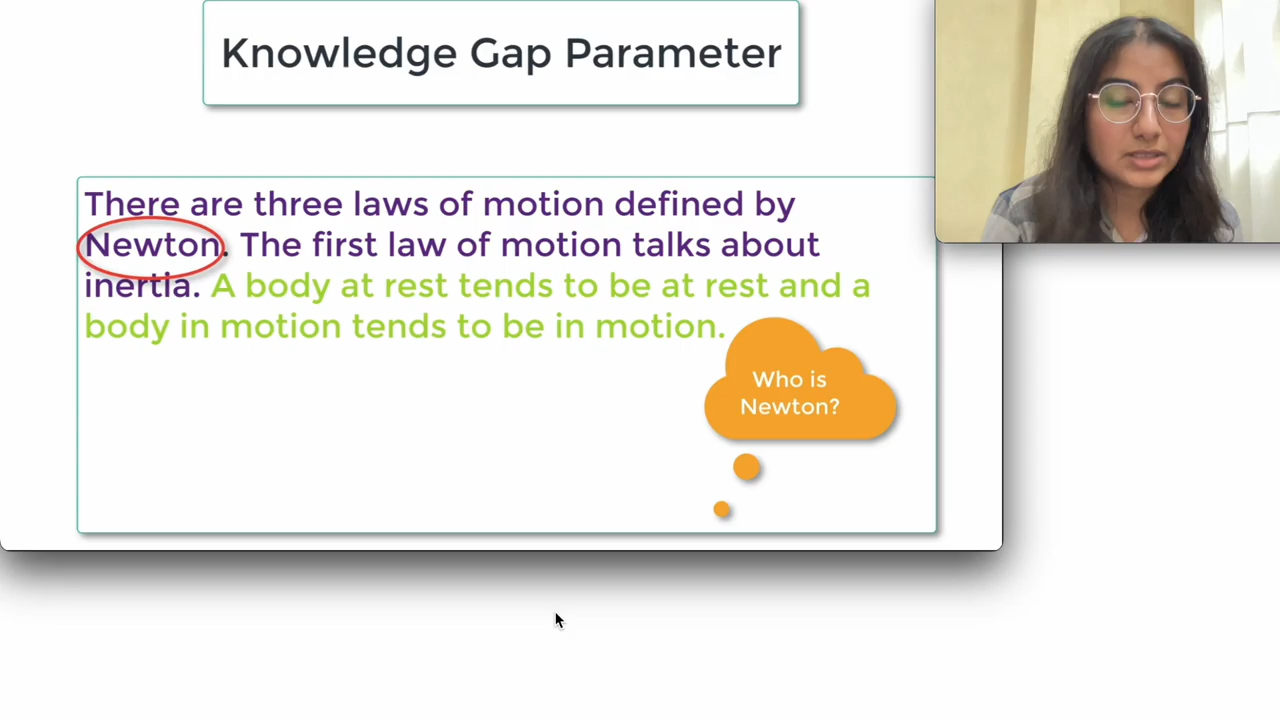 Knowledge Gap Parameter
There are three laws of motion defined by
Newton. The first law of motion talks about
inertia. A body at rest tends to be at rest and a
body in motion tends to be in motion.
Who is
Newton?